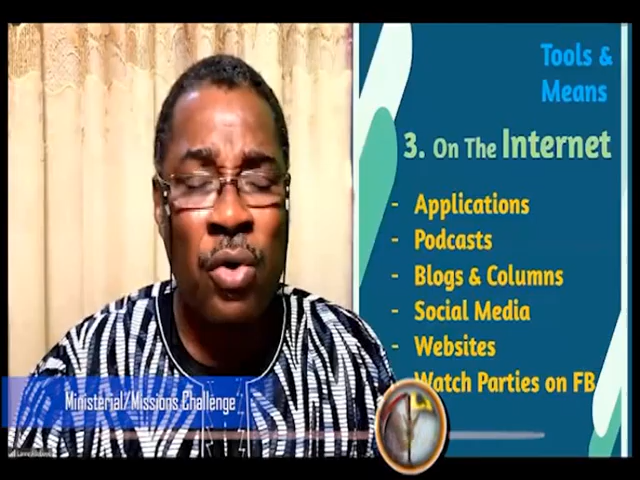 Tools &
Means
3. On The Internet
- Applications
- Podcasts
- Blogs & Columns
- Social Media
- Websites
- Watch Parties on FB
Ministerial/Missions Challenge